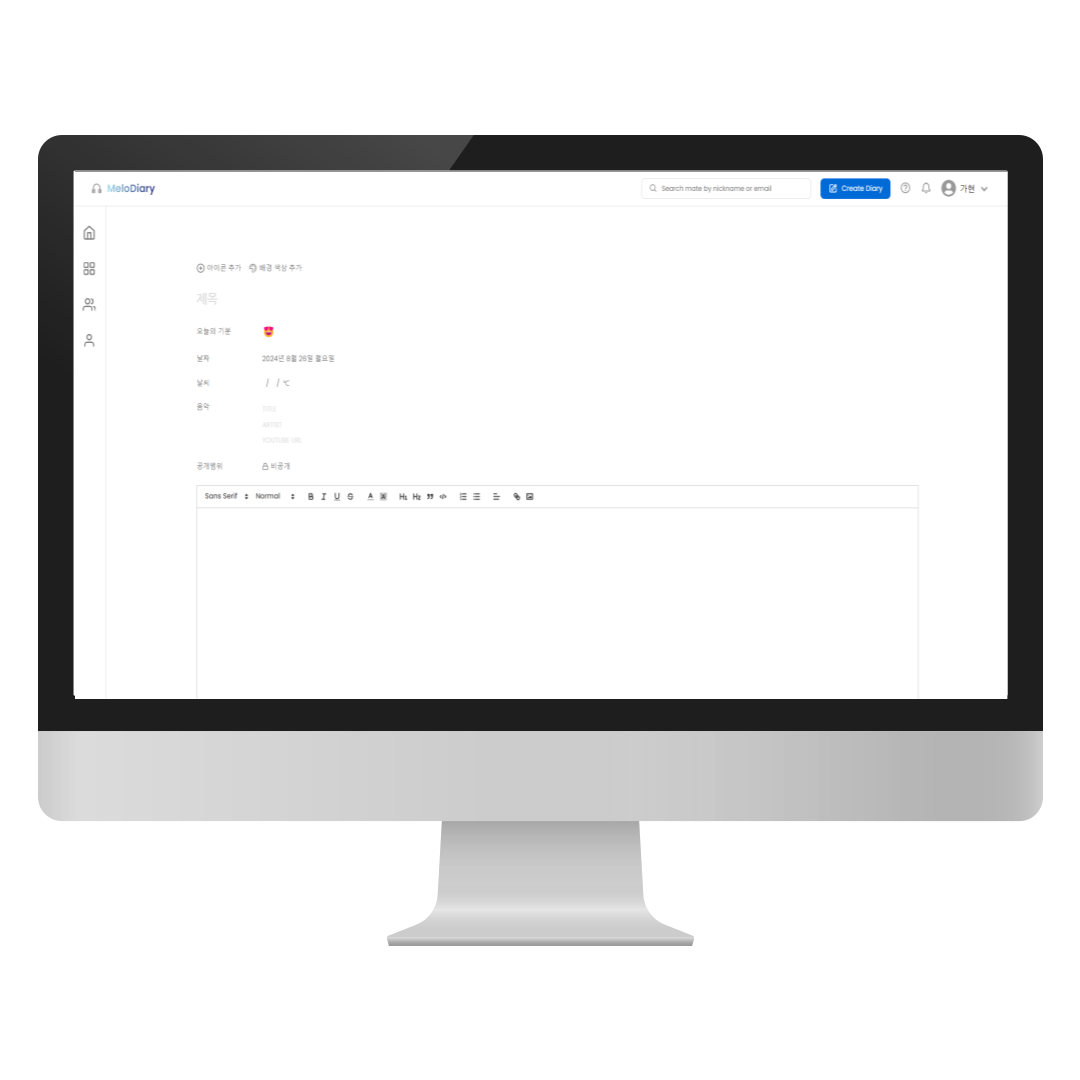 MeloDiary
Search mate by nickname or email
Create Diary
가현
아이콘 추가 배경 색상 추가
제목
오늘의 기분
날짜 2024년 8월 26일 월요일
날씨 / / ℃
음악 TITLE
ARTIST
YOUTUBE URL
공개범위 비공개
Sans Serif Normal B I U S A A H1 H2 ” </>